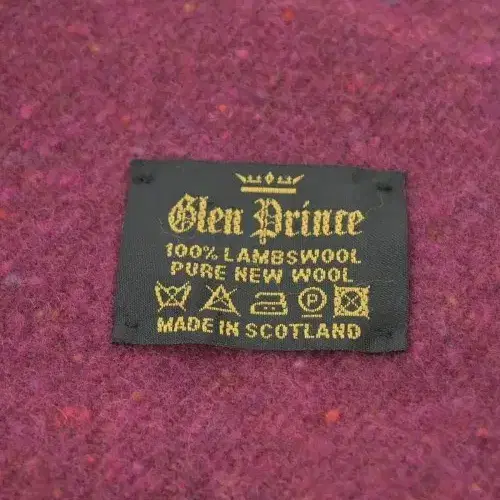 Glen Prince
100% LAMBSWOOL
PURE NEW WOOL
P
MADE IN SCOTLAND